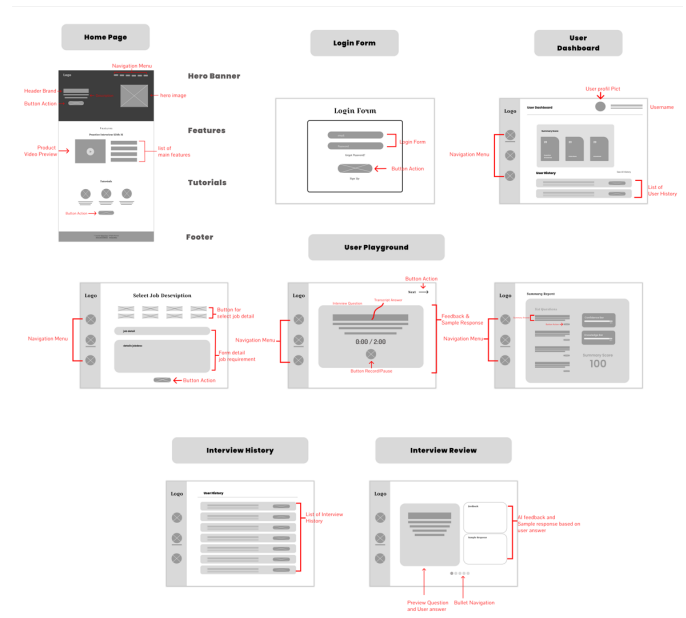 Home Page
Navigation Menu
Logo
Hero Banner
Header Brand
hero image
Button Action
Features
Product
Video Preview
list of
main features
Tutorials
Tutorials
Button Action
Footer
Login Form
Login Form
Login Form
Button Action
Sign Up
User
Dashboard
User profil Pict
Logo
User Dashboard
Username
Navigation Menu
User History
List of
User History
User Playground
Logo
Select Job Description
Button for
select job detail
Navigation Menu
Form detail
job requirement
Button Action
Button Action
Next
Logo
Interview Question
Transcript Answer
Feedback &
Sample Response
Navigation Menu
0:00 / 2:00
Button Record/Pause
Summary Report
Logo
Navigation Menu
Summary Score
100
Interview History
Logo
User History
List of Interview
History
Interview Review
Logo
Feedback
Sample Response
AI feedback and
Sample response based on
user answer
Preview Question
and User answer
Bullet Navigation